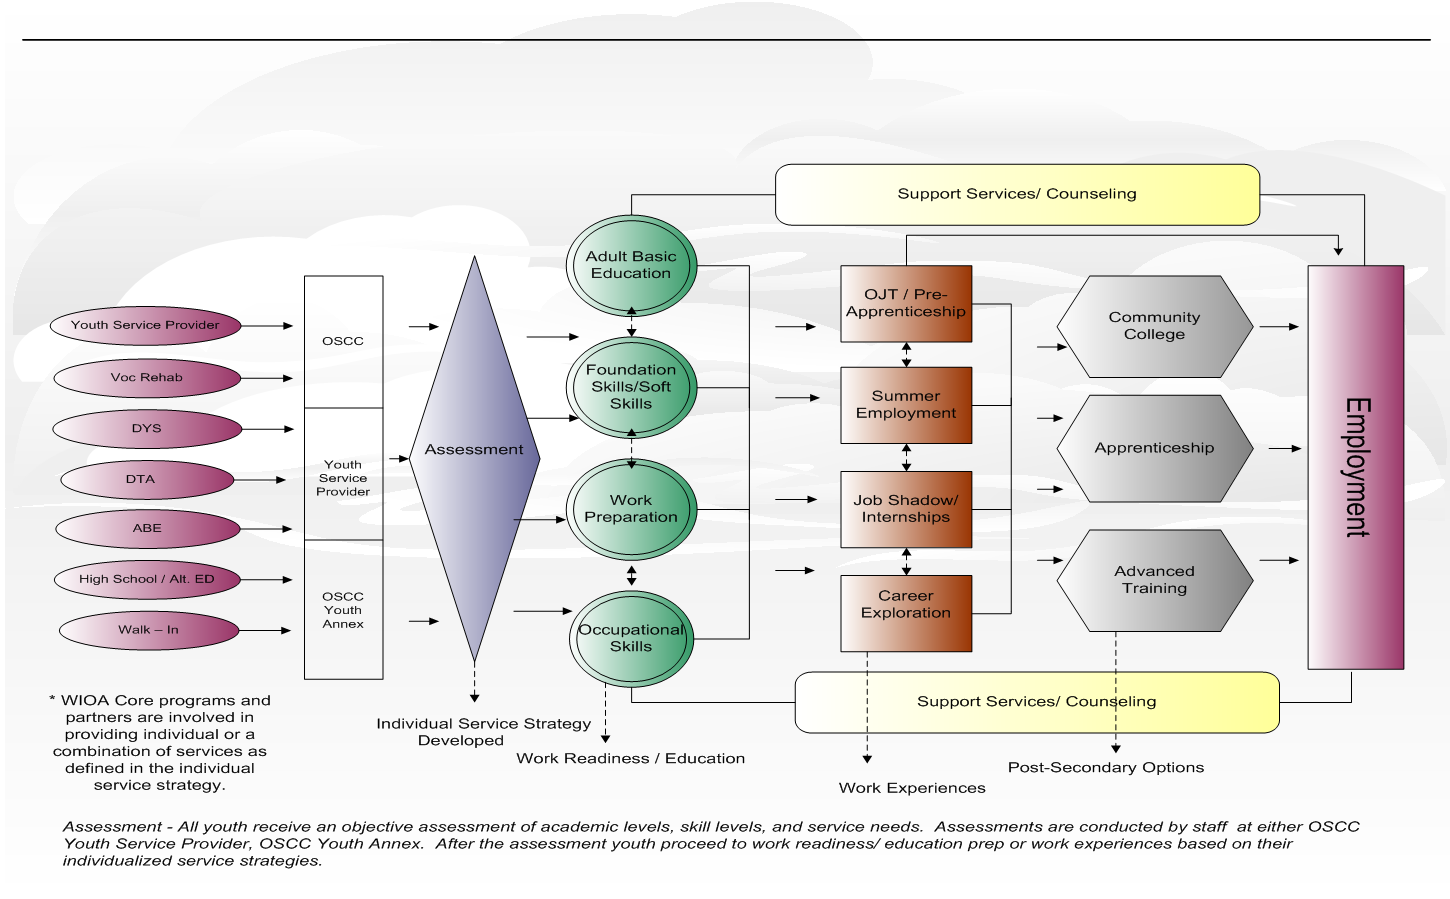 Support Services/ Counseling
Adult Basic
Education
OJT / Pre-
Apprenticeship
Community
College
Youth Service Provider
OSCC
Voc Rehab
Foundation
Skills/Soft
Skills
Summer
Employment
DYS
Assessment
Apprenticeship
Employment
DTA
Youth
Service
Provider
Work
Preparation
Job Shadow/
Internships
ABE
High School / Alt. ED
OSCC
Youth
Annex
Advanced
Training
Career
Exploration
Walk – In
Occupational
Skills
* WIOA Core programs and
partners are involved in
providing individual or a
combination of services as
defined in the individual
service strategy.
Support Services/ Counseling
Individual Service Strategy
Developed
Work Readiness / Education
Work Experiences
Post-Secondary Options
Assessment - All youth receive an objective assessment of academic levels, skill levels, and service needs.  Assessments are conducted by staff  at either OSCC
Youth Service Provider, OSCC Youth Annex.  After the assessment youth proceed to work readiness/ education prep or work experiences based on their
individualized service strategies.